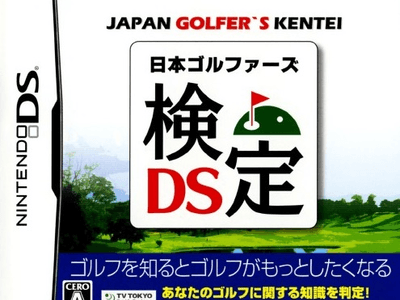 JAPAN GOLFER`S KENTEI
NINTENDO DS
日本ゴルファーズ
検定
DS
ゴルフを知るとゴルフがもっとしたくなる
CERO
A
TV TOKYO
あなたのゴルフに関する知識を判定!